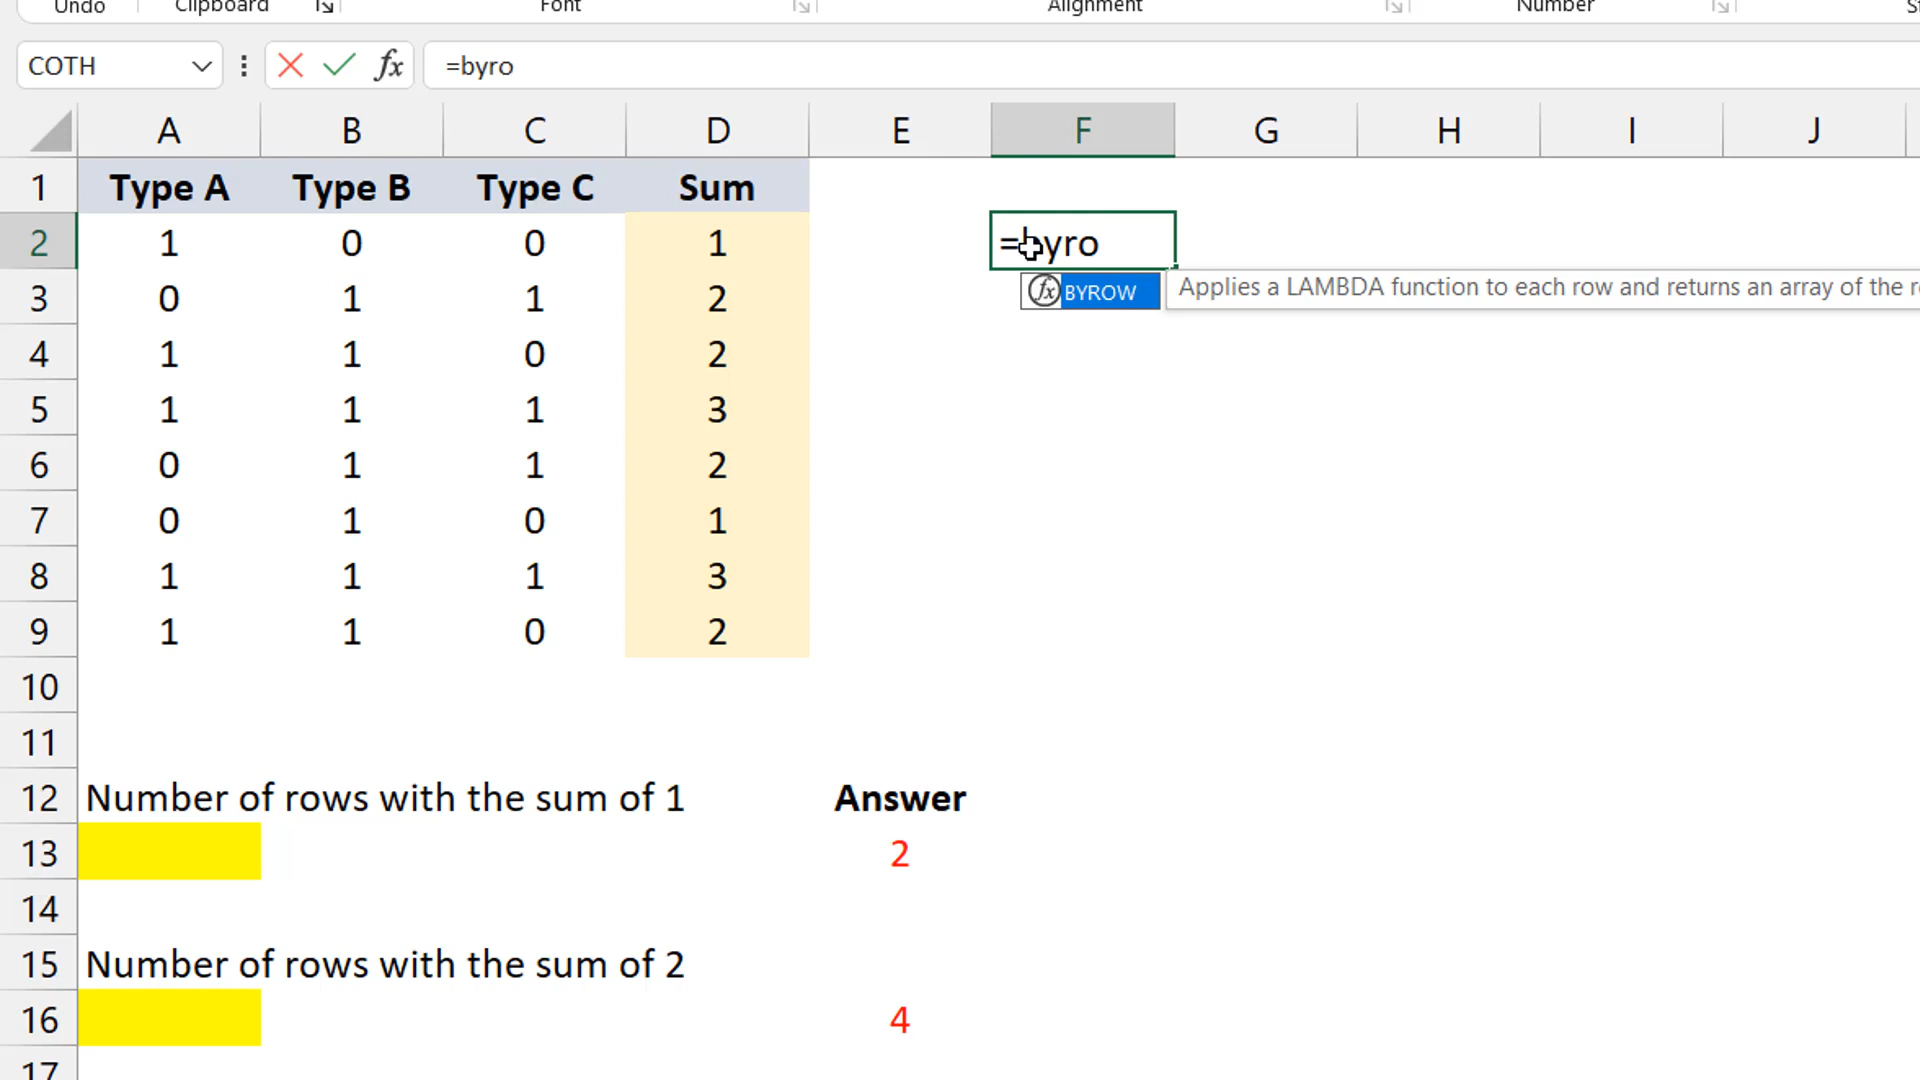 Undo Clipboard Font Alignment Number
COTH =byro
A B C D E F G H I J
1 Type A Type B Type C Sum
2 1 0 0 1 =byro
BYROW Applies a LAMBDA function to each row and returns an array of the
3 0 1 1 2
4 1 1 0 2
5 1 1 1 3
6 0 1 1 2
7 0 1 0 1
8 1 1 1 3
9 1 1 0 2
10
11
12 Number of rows with the sum of 1 Answer
13 2
14
15 Number of rows with the sum of 2
16 4
17